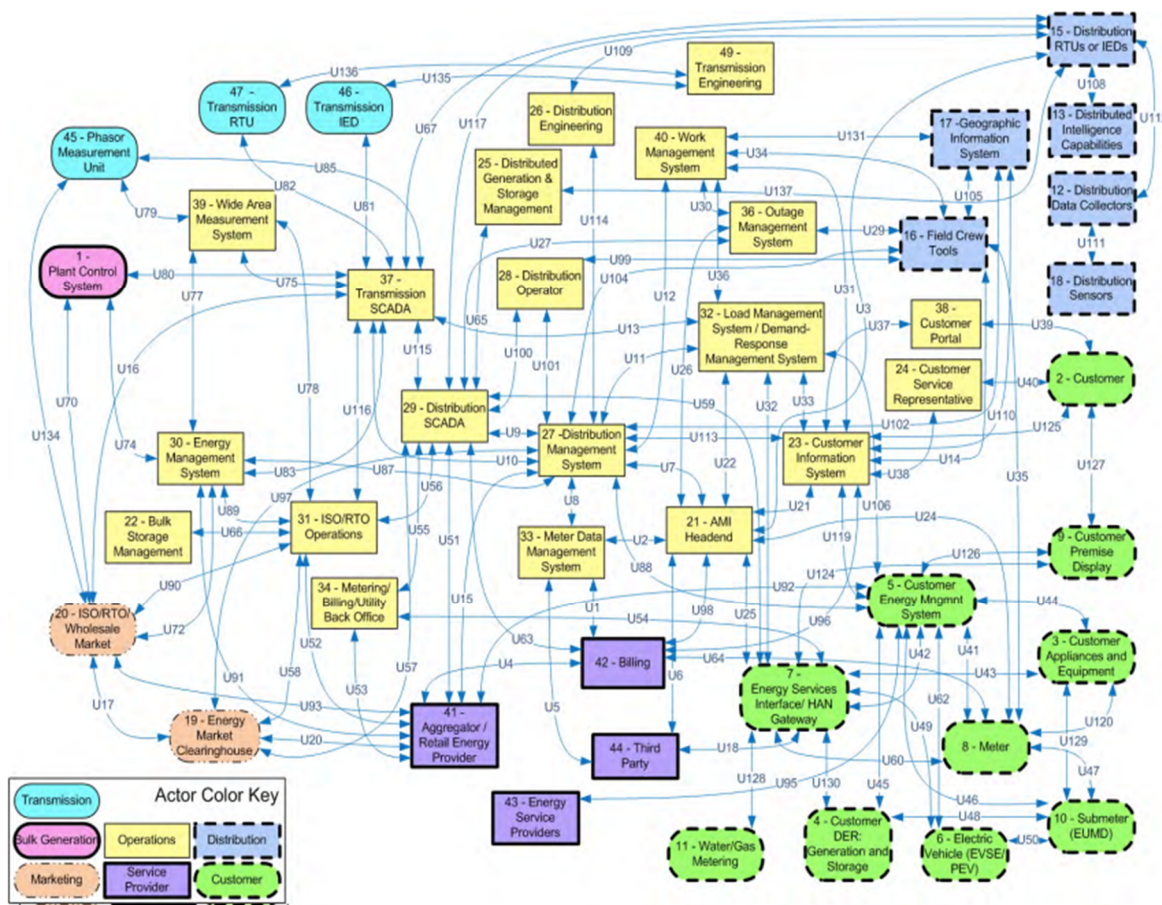 U109
49 -
Transmission
Engineering
15 - Distribution
RTUs or IEDs
U136
U135
47 -
Transmission
RTU
46 -
Transmission
IED
U67
U117
26 - Distribution
Engineering
U108
U11
45 - Phasor
Measurement
Unit
40 - Work
Management
System
U131
17 -Geographic
Information
System
13 - Distributed
Intelligence
Capabilities
U34
25 - Distributed
Generation &
Storage
Management
U85
U82
U81
U137
U105
12 - Distribution
Data Collectors
39 - Wide Area
Measurement
System
U79
U30
U114
36 - Outage
Management
System
U29
16 - Field Crew
Tools
U111
U27
U99
U104
1 -
Plant Control
System
U80
U75
37 -
Transmission
SCADA
28 - Distribution
Operator
U36
18 - Distribution
Sensors
U77
U12
U31
U3
38 -
Customer
Portal
U39
32 - Load Management
System / Demand-
Response
Management System
U37
U65
U13
U16
U115
U100
U101
U11
24 - Customer
Service
Representative
U40
2 - Customer
U78
U26
U70
U116
29 - Distribution
SCADA
U59
U32
U33
U102
U110
U125
U134
U74
30 - Energy
Management
System
U9
27 -Distribution
Management
System
U113
23 - Customer
Information
System
U14
U10
U83
U87
U7
U22
U38
U127
U97
U56
U35
U89
U66
U8
U21
U106
22 - Bulk
Storage
Management
31 - ISO/RTO
Operations
U55
U51
33 - Meter Data
Management
System
U2
21 - AMI
Headend
U24
U119
9 - Customer
Premise
Display
U126
U88
U92
U124
U90
34 - Metering/
Billing/Utility
Back Office
5 - Customer
Energy Mngmnt
System
U44
U15
U1
U98
U25
U54
U96
20 - ISO/RTO/
Wholesale
Market
U72
U52
U63
3 - Customer
Appliances and
Equipment
U42
U41
42 - Billing
U4
U64
U6
U57
U58
U53
U91
U43
7 -
Energy Services
Interface/ HAN
Gateway
U62
U17
U93
U5
U49
U120
19 - Energy
Market
Clearinghouse
U20
41 -
Aggregator /
Retail Energy
Provider
44 - Third
Party
U18
8 - Meter
U129
U60
U47
U128
U95
U130
U45
U46
Actor Color Key
Transmission
43 - Energy
Service
Providers
U48
10 - Submeter
(EUMD)
Bulk Generation
Operations
Distribution
11 - Water/Gas
Metering
4 - Customer
DER:
Generation and
Storage
6 - Electric
Vehicle (EVSE/
PEV)
U50
Marketing
Service
Provider
Customer